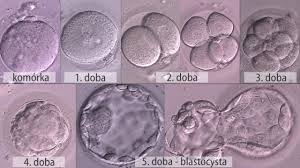 komórka
1. doba
2. doba
3. doba
4. doba
5. doba - blastocysta